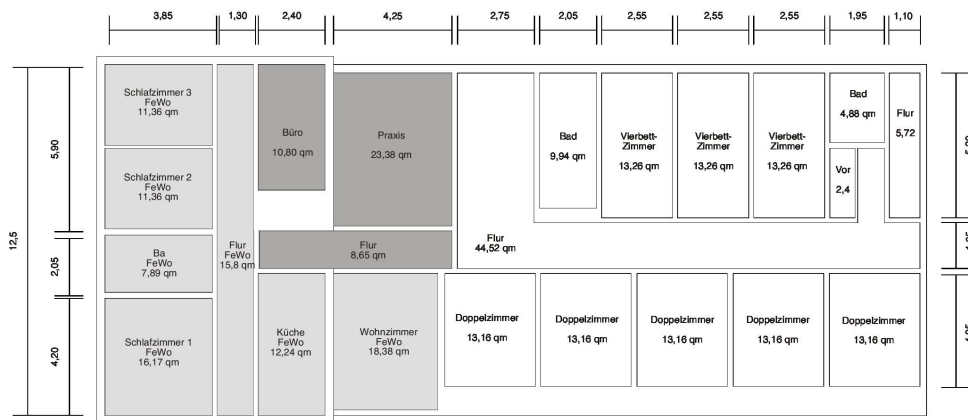 3,85 1,30 2,40 4,25 2,75 2,05 2,55 2,55 2,55 1,95 1,10
12,5
5,90
2,05
4,20
Schlafzimmer 3
FeWo
11,36 qm
Schlafzimmer 2
FeWo
11,36 qm
Ba
FeWo
7,89 qm
Schlafzimmer 1
FeWo
16,17 qm
Flur
FeWo
15,8 qm
Büro
10,80 qm
Praxis
23,38 qm
Flur
8,65 qm
Küche
FeWo
12,24 qm
Wohnzimmer
FeWo
18,38 qm
Flur
44,52 qm
Bad
9,94 qm
Vierbett-
Zimmer
13,26 qm
Vierbett-
Zimmer
13,26 qm
Vierbett-
Zimmer
13,26 qm
Bad
4,88 qm
Vor
2,4
Flur
5,72
Doppelzimmer
13,16 qm
Doppelzimmer
13,16 qm
Doppelzimmer
13,16 qm
Doppelzimmer
13,16 qm
Doppelzimmer
13,16 qm